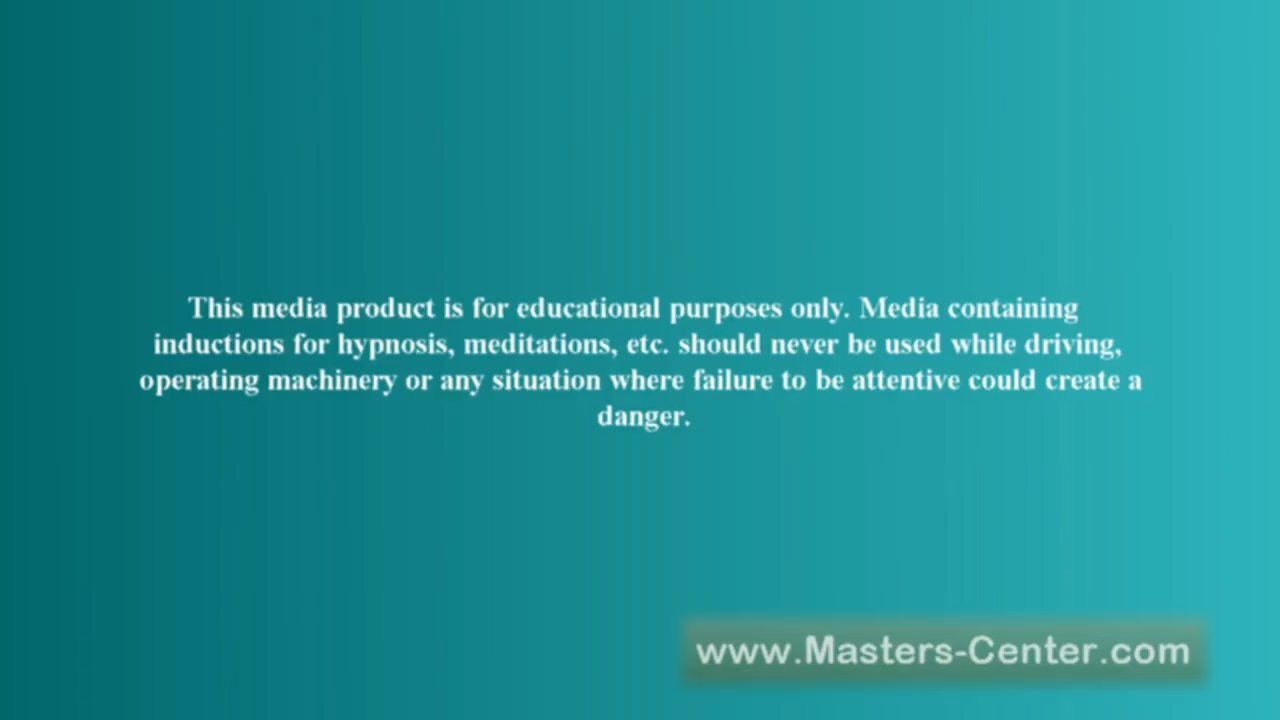 This media product is for educational purposes only. Media containing
inductions for hypnosis, meditations, etc. should never be used while driving,
operating machinery or any situation where failure to be attentive could create a
danger.
www.Masters-Center.com